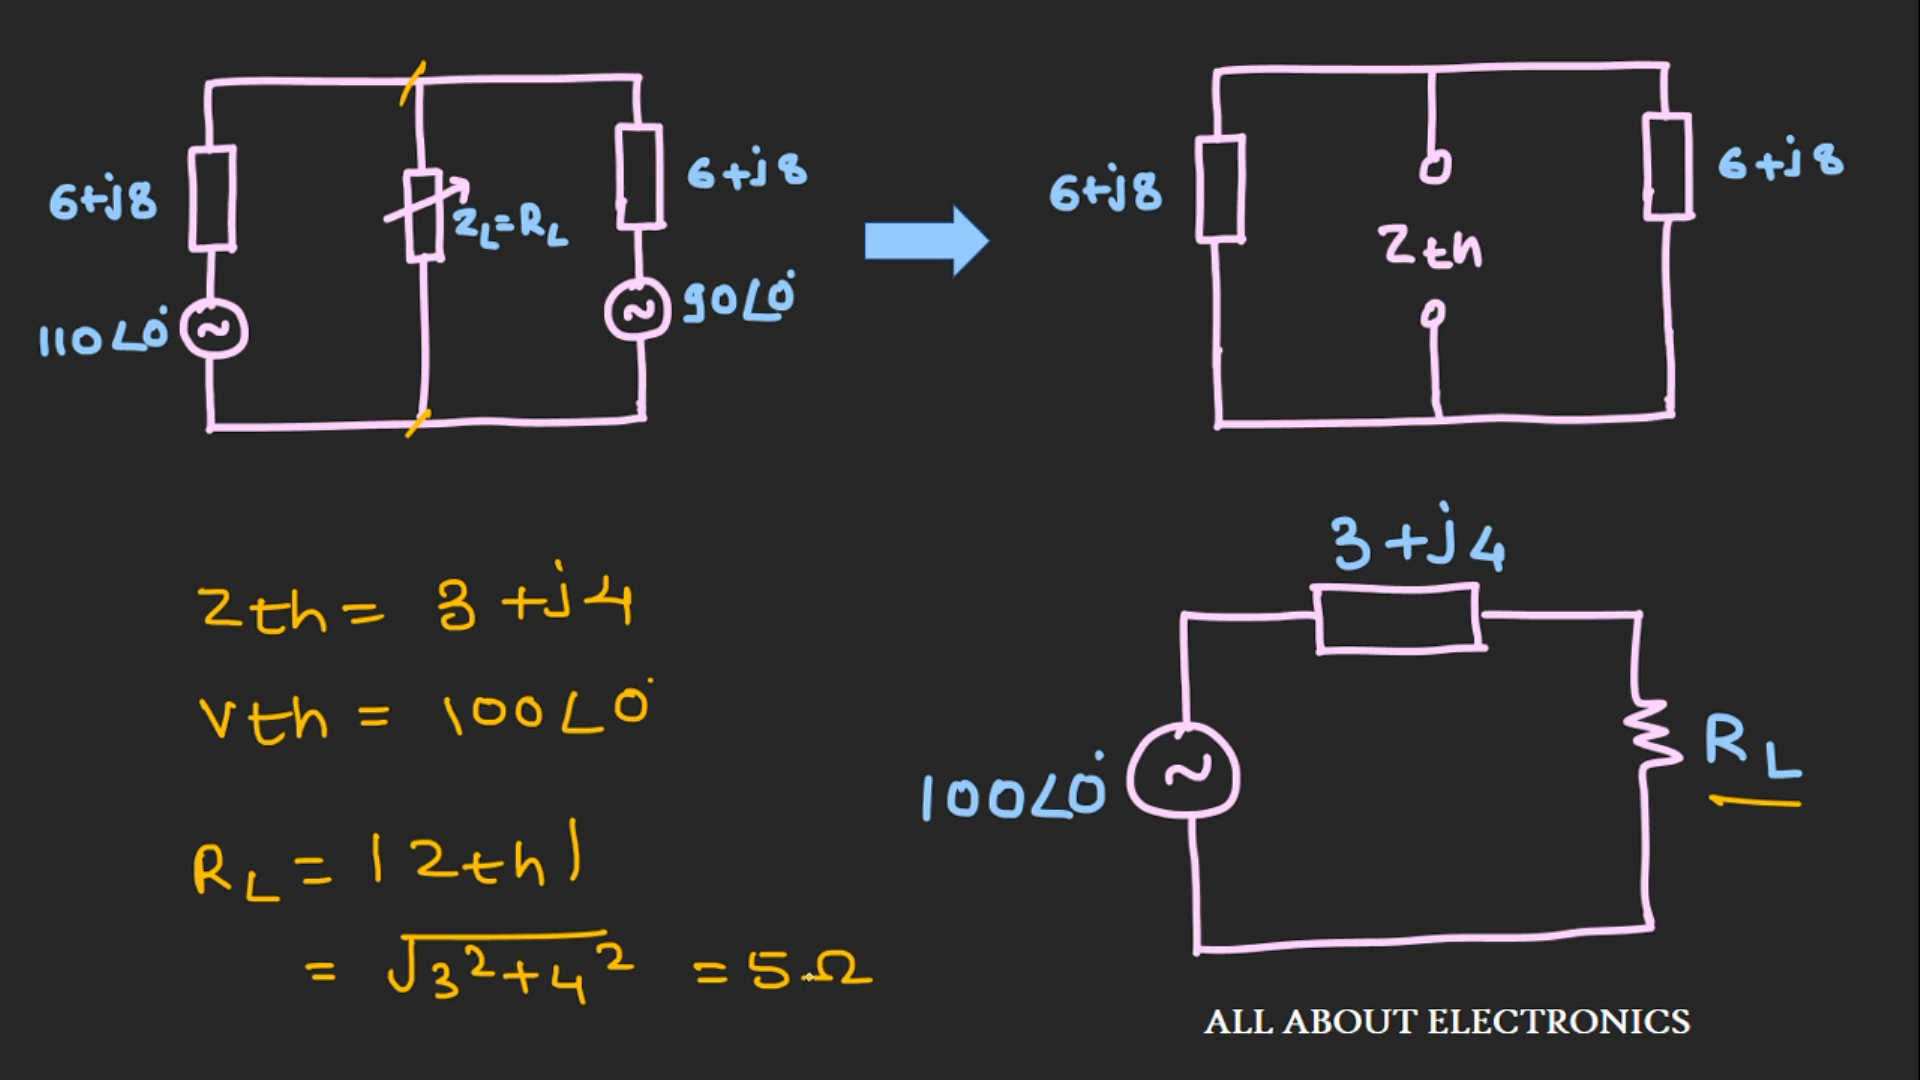 6+j8
110∠0°
Z_L=R_L
6+j8
90∠0°
6+j8
Zth
6+j8
Zth = 3+j4
Vth = 100∠0°
R_L = |Zth|
= √3²+4² = 5Ω
3+j4
100∠0°
R_L
ALL ABOUT ELECTRONICS